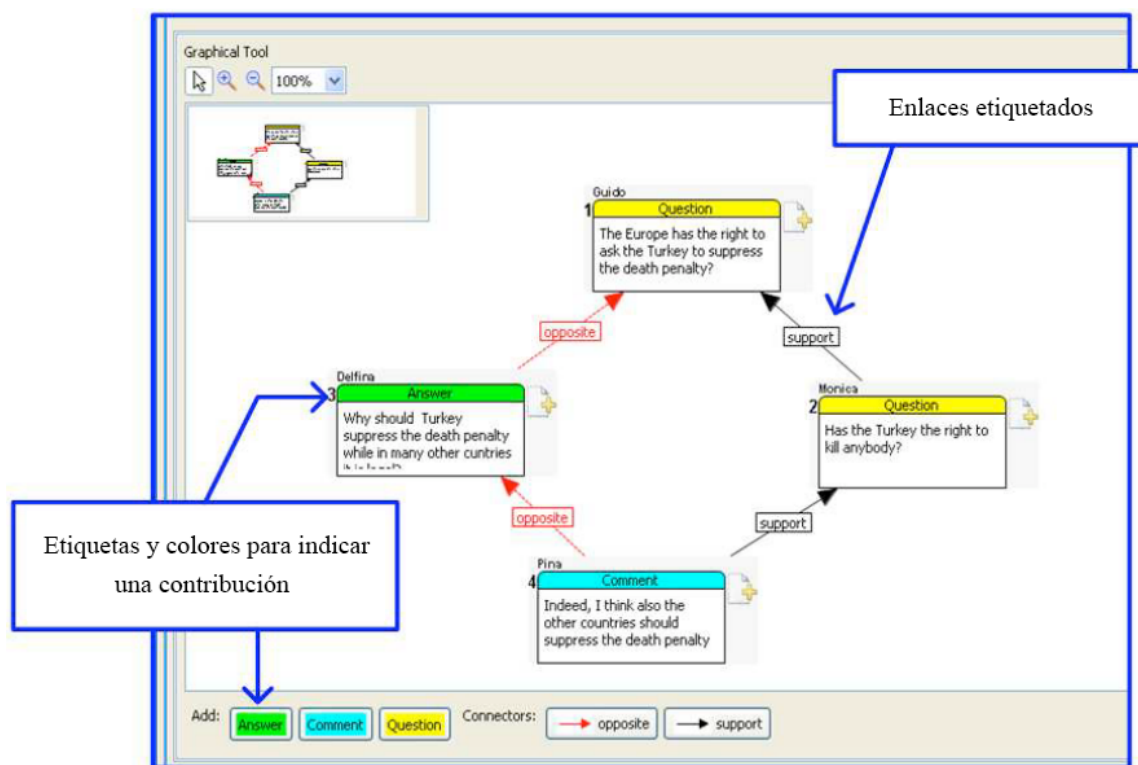 Graphical Tool
100%
Enlaces etiquetados
Guido
1
Question
The Europe has the right to
ask the Turkey to suppress
the death penalty?
opposite
support
Delfina
3
Answer
Why should Turkey
suppress the death penalty
while in many other cuntries
it is legal?
Monica
2
Question
Has the Turkey the right to
kill anybody?
opposite
support
Etiquetas y colores para indicar
una contribución
Pina
4
Comment
Indeed, I think also the
other countries should
suppress the death penalty
Add: Answer Comment Question Connectors: opposite support